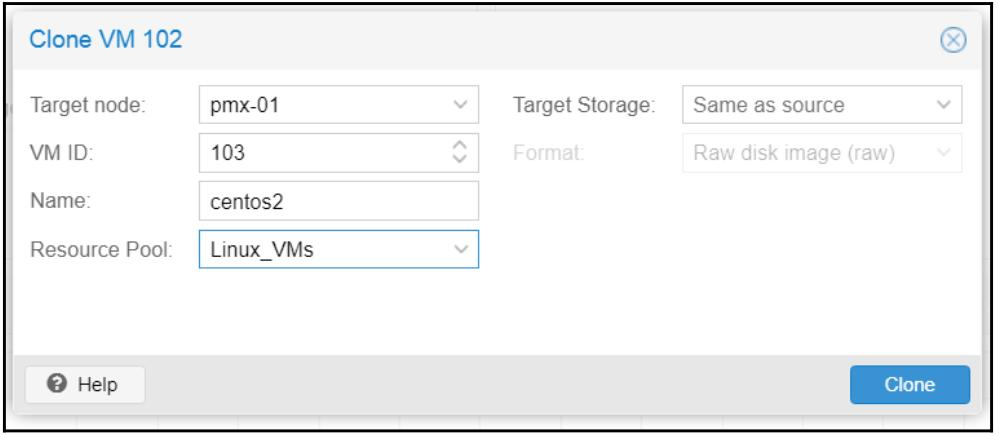 Clone VM 102
Target node: pmx-01 Target Storage: Same as source
VM ID: 103 Format: Raw disk image (raw)
Name: centos2
Resource Pool: Linux_VMs
Help Clone